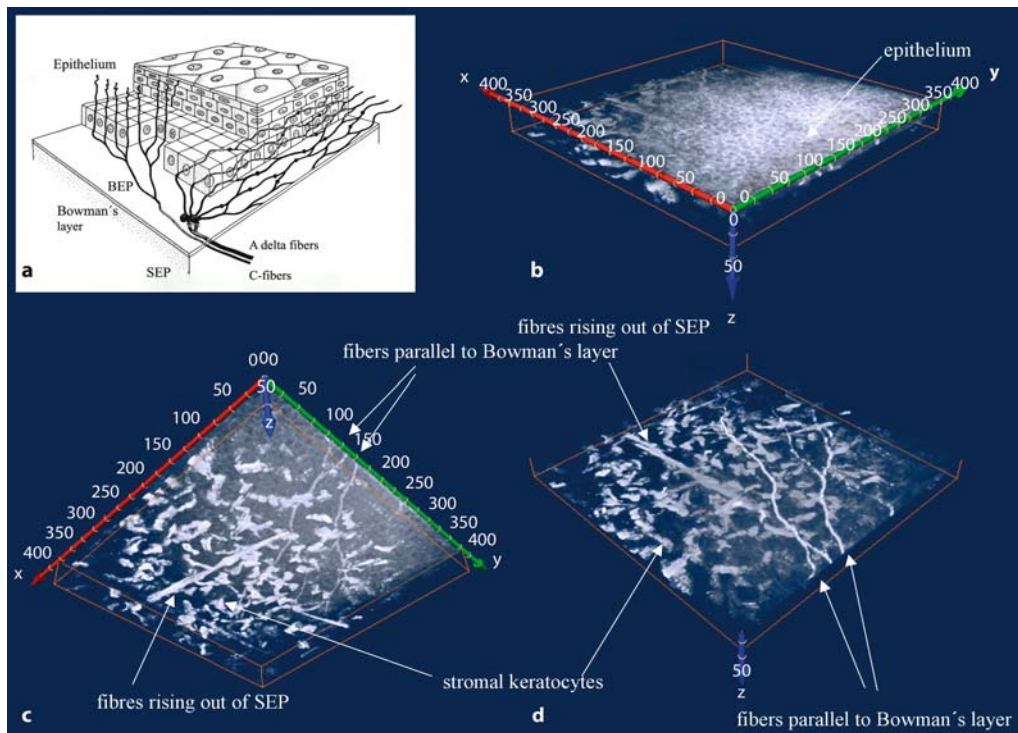 Epithelium
BEP
Bowman´s
layer
SEP
A delta fibers
C-fibers
a
epithelium
x
400
350
300
250
200
150
100
50
0
y
400
350
300
250
200
150
100
50
0
0
50
z
b
fibres rising out of SEP
fibers parallel to Bowman´s layer
0
0
0
50
z
50
100
150
200
250
300
350
400
x
50
100
150
200
250
300
350
400
y
fibres rising out of SEP
stromal keratocytes
c
50
z
d
fibers parallel to Bowman´s layer